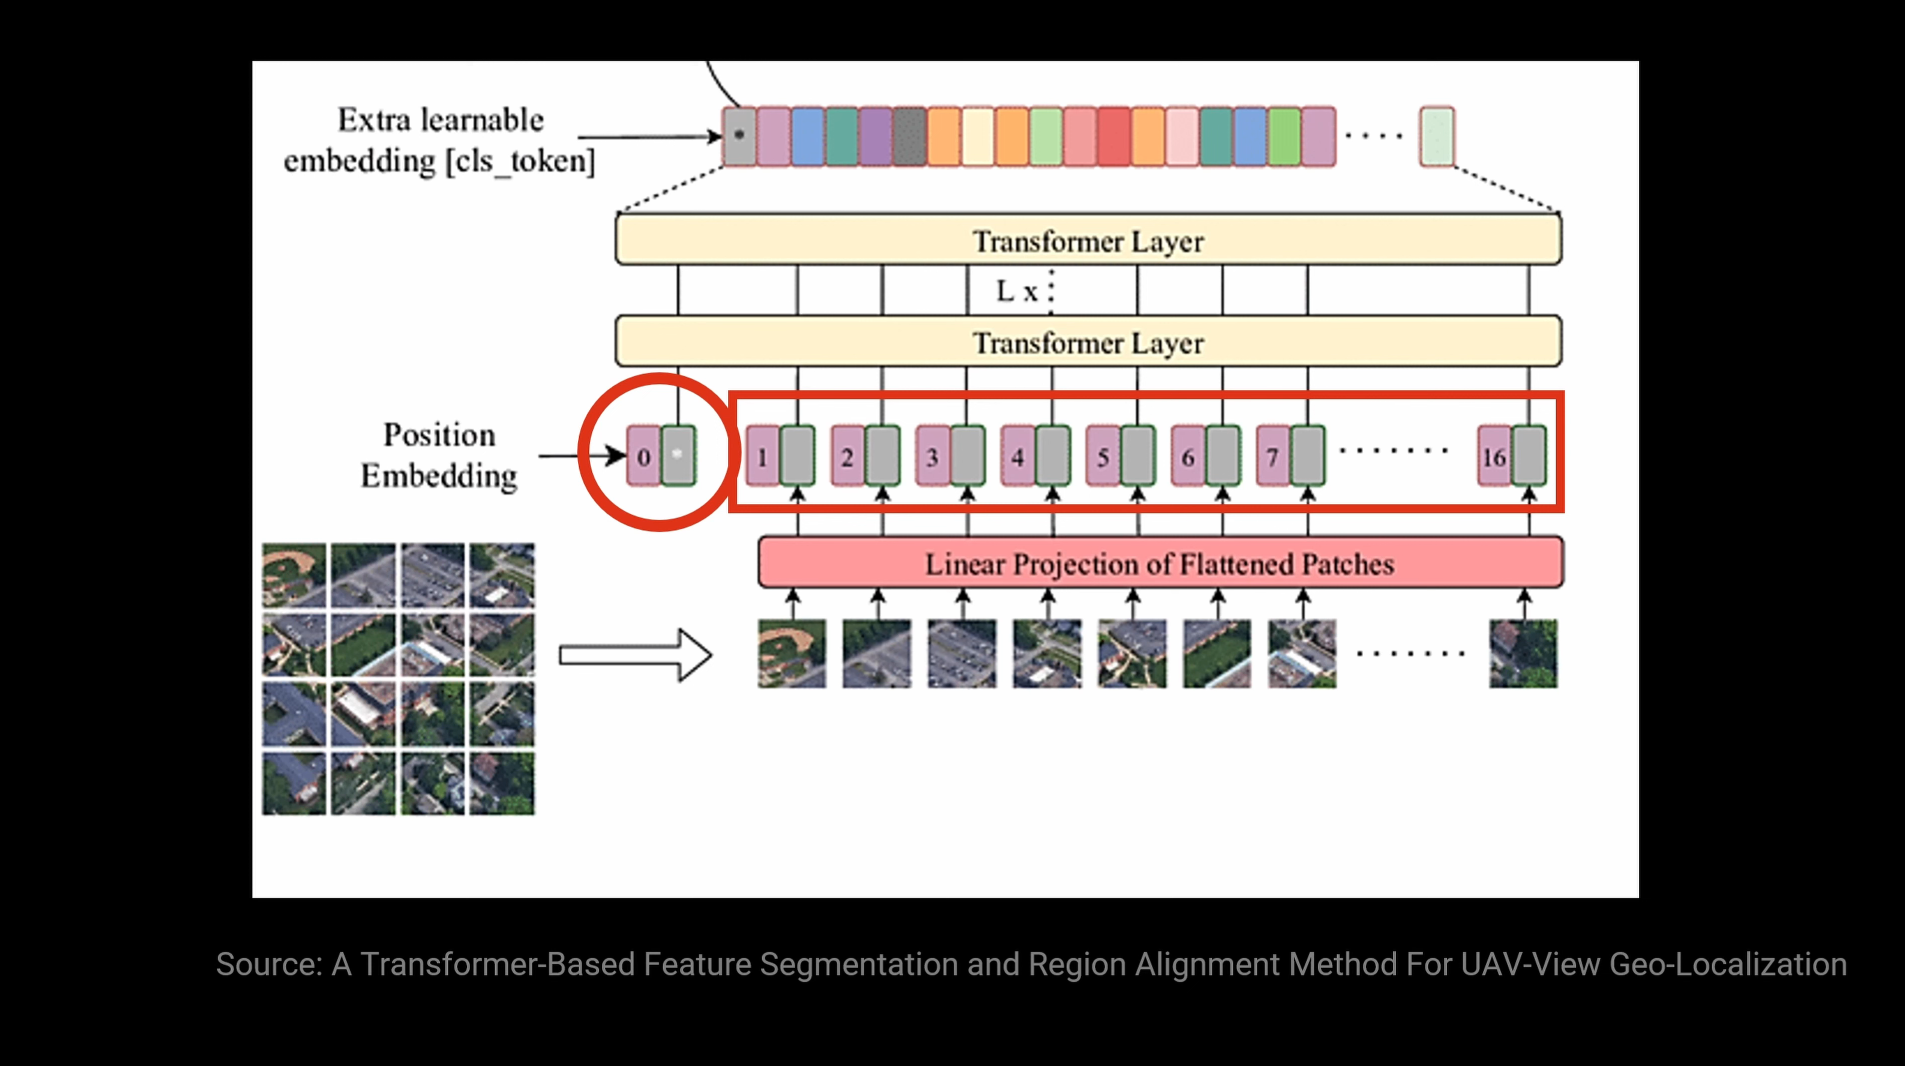 Extra learnable
embedding [cls_token]
*
Transformer Layer
L x
Transformer Layer
Position
Embedding
0 * 1 2 3 4 5 6 7 ······· 16
Linear Projection of Flattened Patches
Source: A Transformer-Based Feature Segmentation and Region Alignment Method For UAV-View Geo-Localization